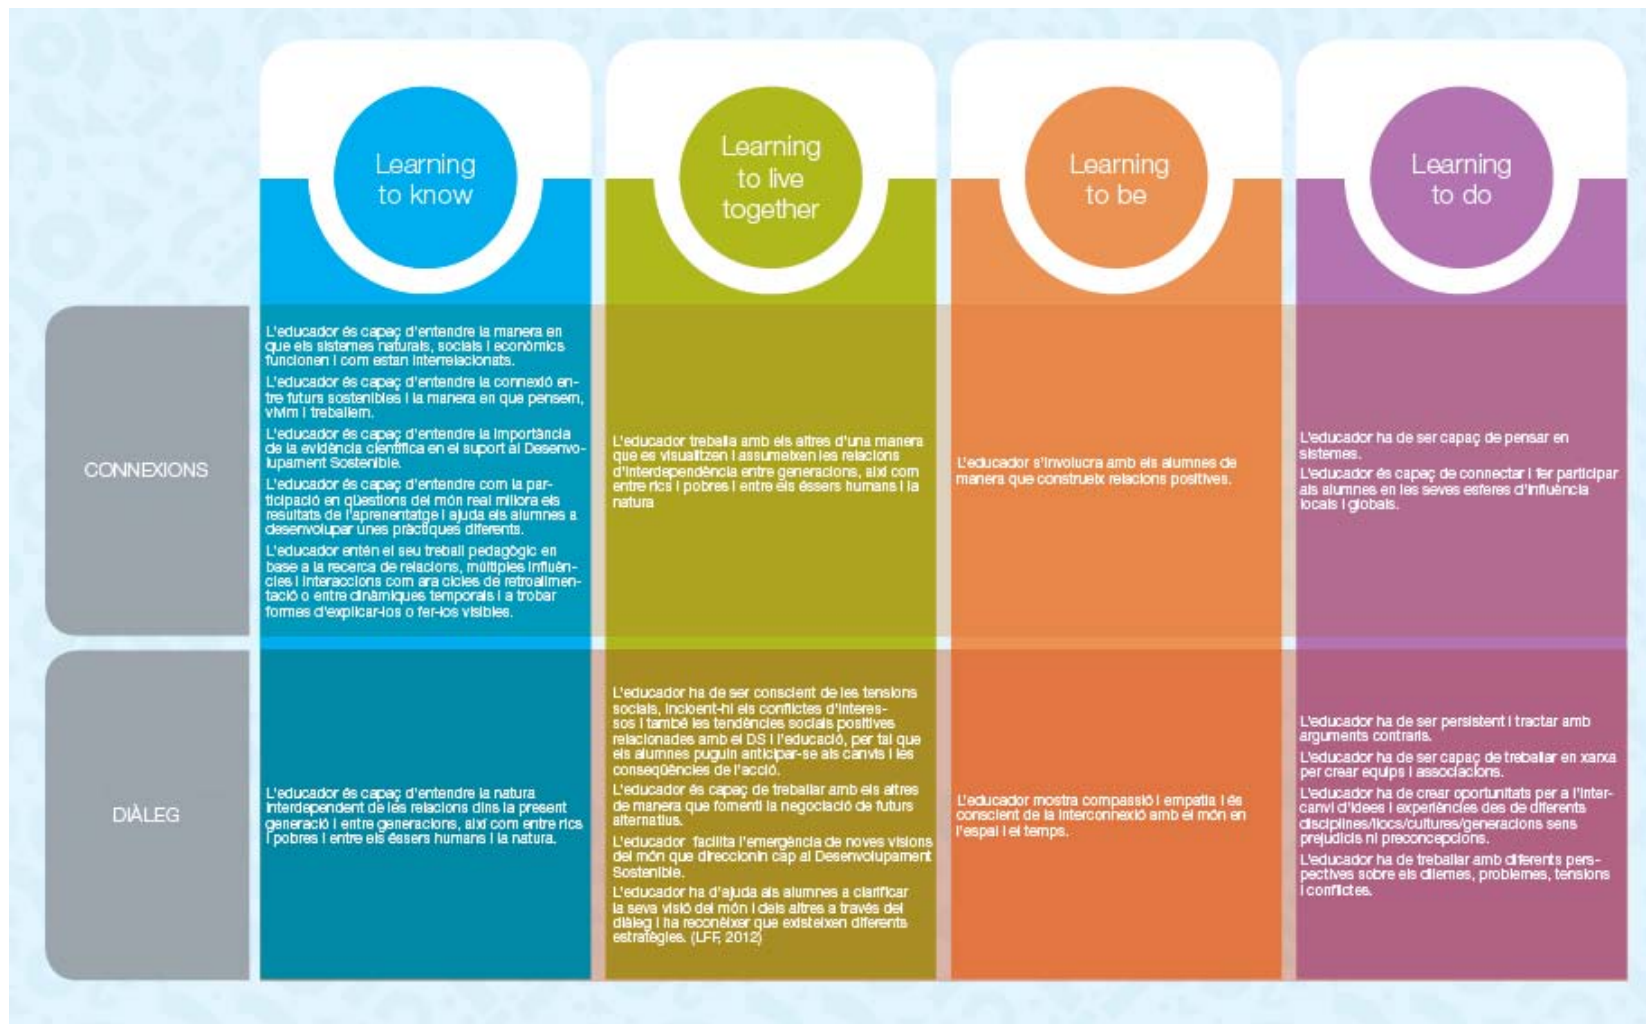 Learning
to know
Learning
to live
together
Learning
to be
Learning
to do
CONNEXIONS
L'educador és capaç d'entendre la manera en
que els sistemes naturals, socials i econòmics
funcionen i com estan interrelacionats.
L'educador és capaç d'entendre la connexió en-
tre futurs sostenibles i la manera en que pensem,
vivim i treballem.
L'educador és capaç d'entendre la importància
de la evidència científica en el suport al Desenvo-
lupament Sostenible.
L'educador és capaç d'entendre com la par-
ticipació en qüestions del món real millora els
resultats de l'aprenentatge i ajuda els alumnes a
desenvolupar unes pràctiques diferents.
L'educador entén el seu treball pedagògic en
base a la recerca de relacions, múltiples influèn-
cies i interaccions com ara cicles de retroalimen-
tació o entre dinàmiques temporals i a trobar
formes d'explicar-los o fer-los visibles.
L'educador treballa amb els altres d'una manera
que es visualitzen i assumeixen les relacions
d'interdependència entre generacions, així com
entre rics i pobres i entre els éssers humans i la
natura
L'educador s'involucra amb els alumnes de
manera que construeix relacions positives.
L'educador ha de ser capaç de pensar en
sistemes.
L'educador és capaç de connectar i fer participar
als alumnes en les seves esferes d'influència
locals i globals.
DIÀLEG
L'educador és capaç d'entendre la natura
interdependent de les relacions dins la present
generació i entre generacions, així com entre rics
i pobres i entre els éssers humans i la natura.
L'educador ha de ser conscient de les tensions
socials, incloent-hi els conflictes d'interes-
sos i també les tendències socials positives
relacionades amb el DS i l'educació, per tal que
els alumnes puguin anticipar-se als canvis i les
conseqüències de l'acció.
L'educador és capaç de treballar amb els altres
de manera que fomenti la negociació de futurs
alternatius.
L'educador facilita l'emergència de noves visions
del món que direccionin cap al Desenvolupament
Sostenible.
L'educador ha d'ajuda als alumnes a clarificar
la seva visió del món i dels altres a través del
diàleg i ha reconèixer que existeixen diferents
estratègies. (LFF, 2012)
L'educador mostra compassió i empatia i és
conscient de la interconnexió amb el món en
l'espai i el temps.
L'educador ha de ser persistent i tractar amb
arguments contraris.
L'educador ha de ser capaç de treballar en xarxa
per crear equips i associacions.
L'educador ha de crear oportunitats per a l'inter-
canvi d'idees i experiències des de diferents
disciplines/llocs/cultures/generacions sens
prejudicis ni preconcepcions.
L'educador ha de treballar amb diferents pers-
pectives sobre els dilemes, problemes, tensions
i conflictes.